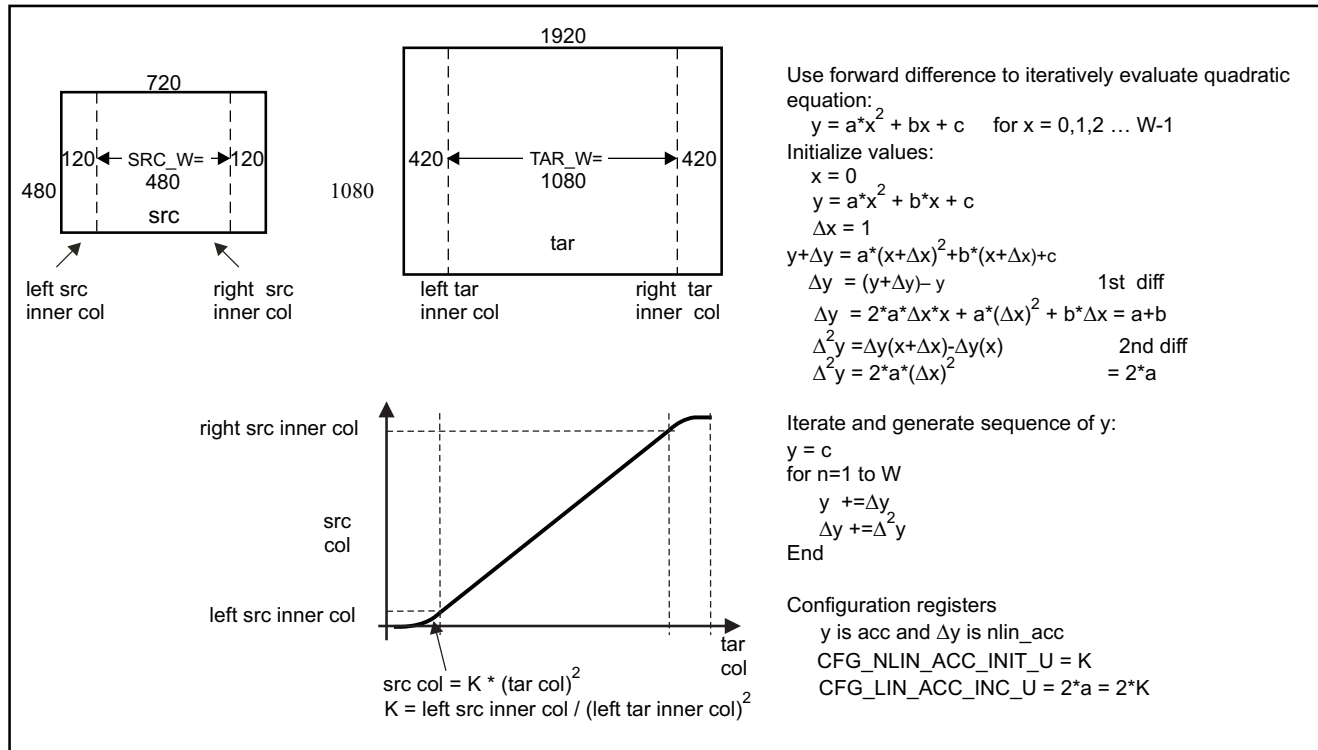 1920
720
120
SRC_W=
120
480
480
src
left src
inner col
right src
inner col
420
TAR_W=
420
1080
1080
tar
left tar
inner col
right tar
inner col
right src inner col
src
col
left src inner col
tar
col
src col = K * (tar col)²
K = left src inner col / (left tar inner col)²
Use forward difference to iteratively evaluate quadratic
equation:
y = a*x² + bx + c for x = 0,1,2 … W-1
Initialize values:
x = 0
y = a*x² + b*x + c
Δx = 1
y+Δy = a*(x+Δx)²+b*(x+Δx)+c
Δy = (y+Δy)– y 1st diff
Δy = 2*a*Δx*x + a*(Δx)² + b*Δx = a+b
Δ²y =Δy(x+Δx)-Δy(x) 2nd diff
Δ²y = 2*a*(Δx)² = 2*a
Iterate and generate sequence of y:
y = c
for n=1 to W
y +=Δy
Δy +=Δ²y
End
Configuration registers
y is acc and Δy is nlin_acc
CFG_NLIN_ACC_INIT_U = K
CFG_LIN_ACC_INC_U = 2*a = 2*K